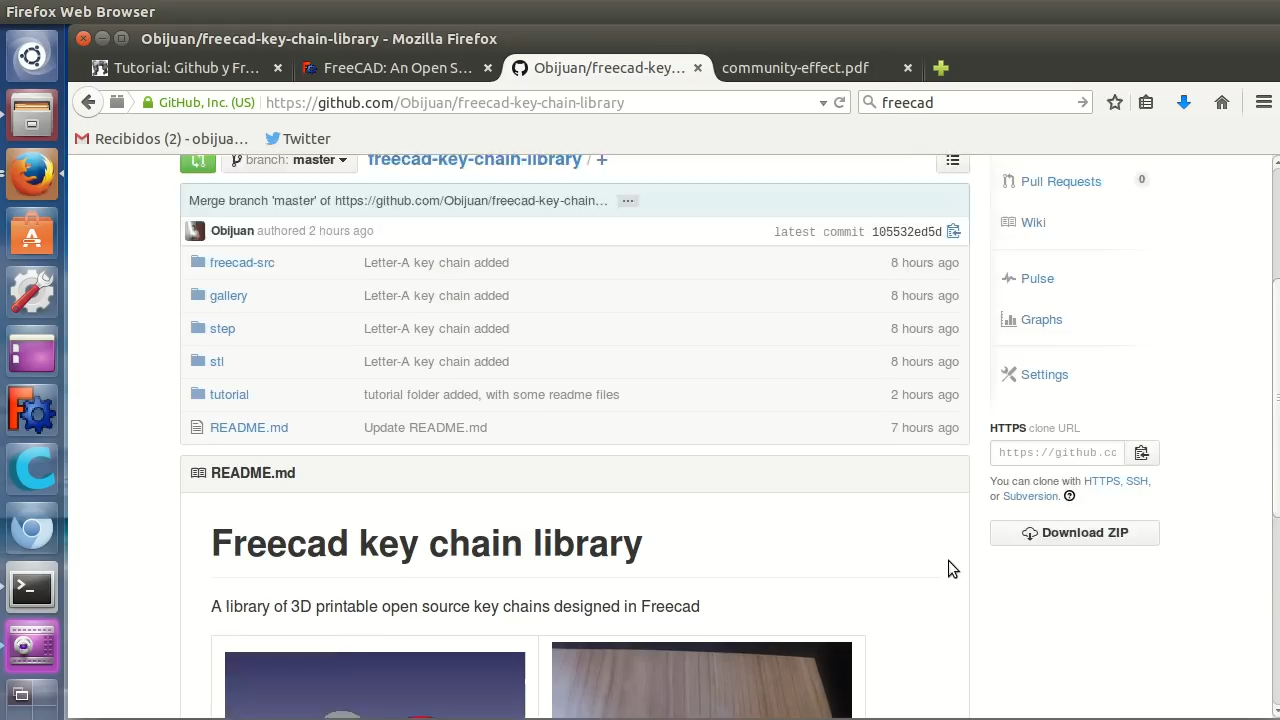 Firefox Web Browser
Obijuan/freecad-key-chain-library - Mozilla Firefox
Tutorial: Github y Fr...
FreeCAD: An Open S...
Obijuan/freecad-key...
community-effect.pdf
GitHub, Inc. (US)
https://github.com/Obijuan/freecad-key-chain-library
freecad
Recibidos (2) - obijua...
Twitter
branch: master
freecad-key-chain-library / +
Merge branch 'master' of https://github.com/Obijuan/freecad-key-chain...
Obijuan authored 2 hours ago
latest commit 105532ed5d
freecad-src Letter-A key chain added 8 hours ago
gallery Letter-A key chain added 8 hours ago
step Letter-A key chain added 8 hours ago
stl Letter-A key chain added 8 hours ago
tutorial tutorial folder added, with some readme files 2 hours ago
README.md Update README.md 7 hours ago
README.md
Freecad key chain library
A library of 3D printable open source key chains designed in Freecad
Pull Requests 0
Wiki
Pulse
Graphs
Settings
HTTPS clone URL
https://github.cc
You can clone with HTTPS, SSH,
or Subversion.
Download ZIP